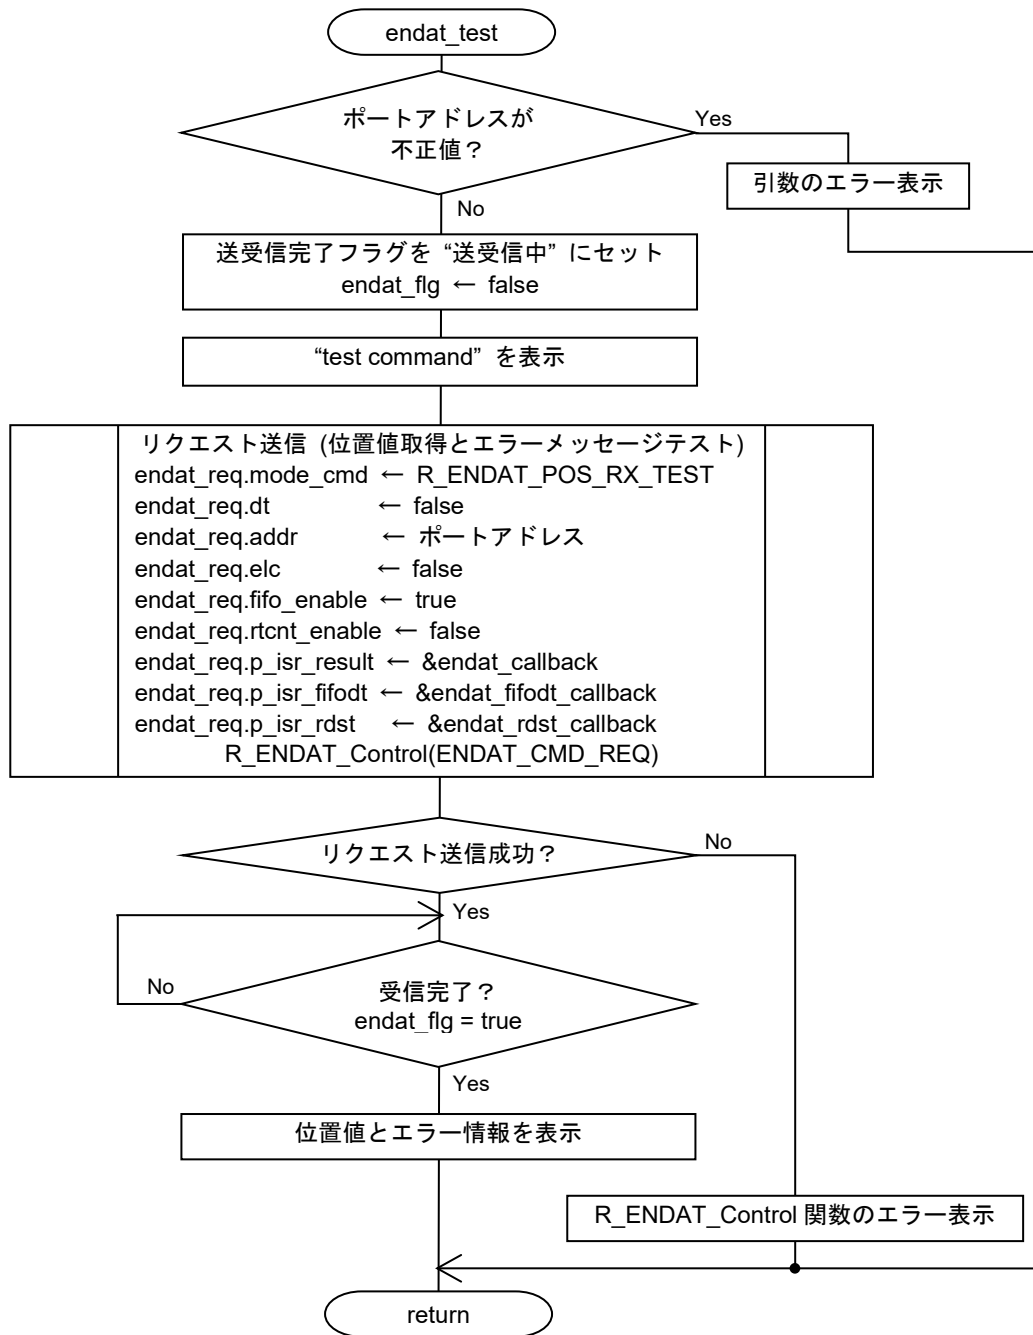 endat_test
ポートアドレスが
不正値？
Yes
引数のエラー表示
No
送受信完了フラグを “送受信中” にセット
endat_flg ← false
“test command” を表示
リクエスト送信 (位置値取得とエラーメッセージテスト)
endat_req.mode_cmd ← R_ENDAT_POS_RX_TEST
endat_req.dt ← false
endat_req.addr ← ポートアドレス
endat_req.elc ← false
endat_req.fifo_enable ← true
endat_req.rtcnt_enable ← false
endat_req.p_isr_result ← &endat_callback
endat_req.p_isr_fifodt ← &endat_fifodt_callback
endat_req.p_isr_rdst ← &endat_rdst_callback
R_ENDAT_Control(ENDAT_CMD_REQ)
リクエスト送信成功？
No
Yes
受信完了？
endat_flg = true
No
Yes
位置値とエラー情報を表示
R_ENDAT_Control 関数のエラー表示
return